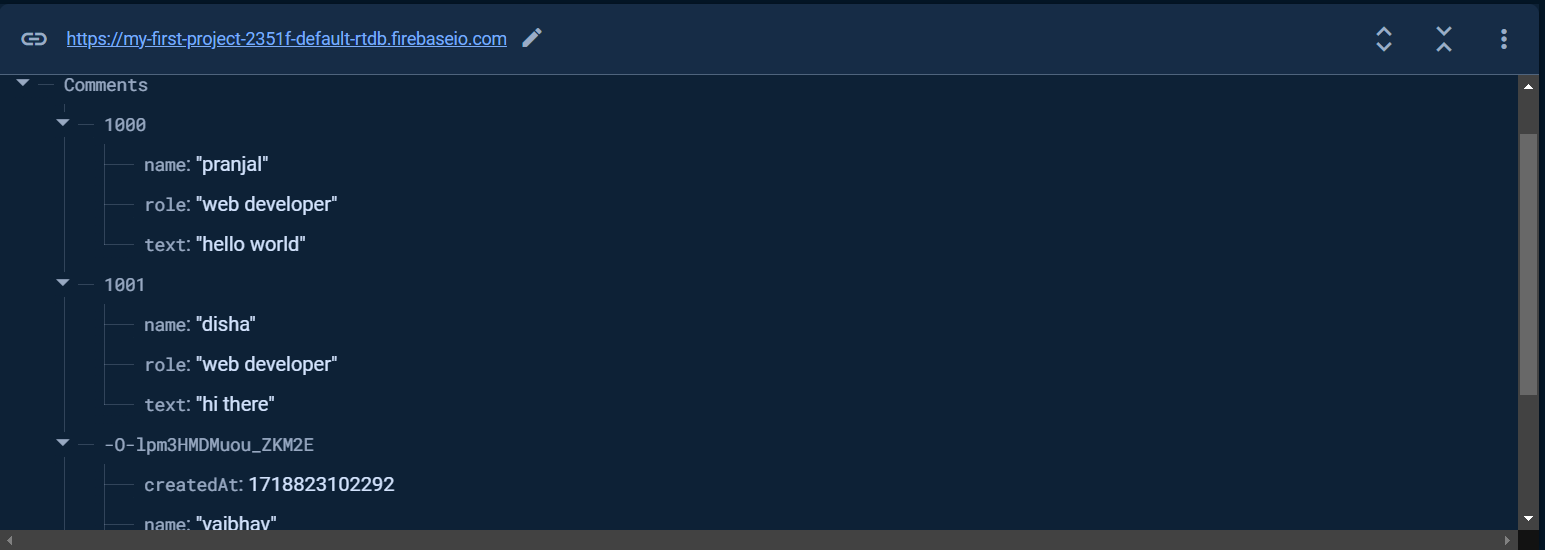 https://my-first-project-2351f-default-rtdb.firebaseio.com
Comments
1000
name: "pranjal"
role: "web developer"
text: "hello world"
1001
name: "disha"
role: "web developer"
text: "hi there"
-O-lpm3HMDMuou_ZKM2E
createdAt: 1718823102292
name: "vaibhav"